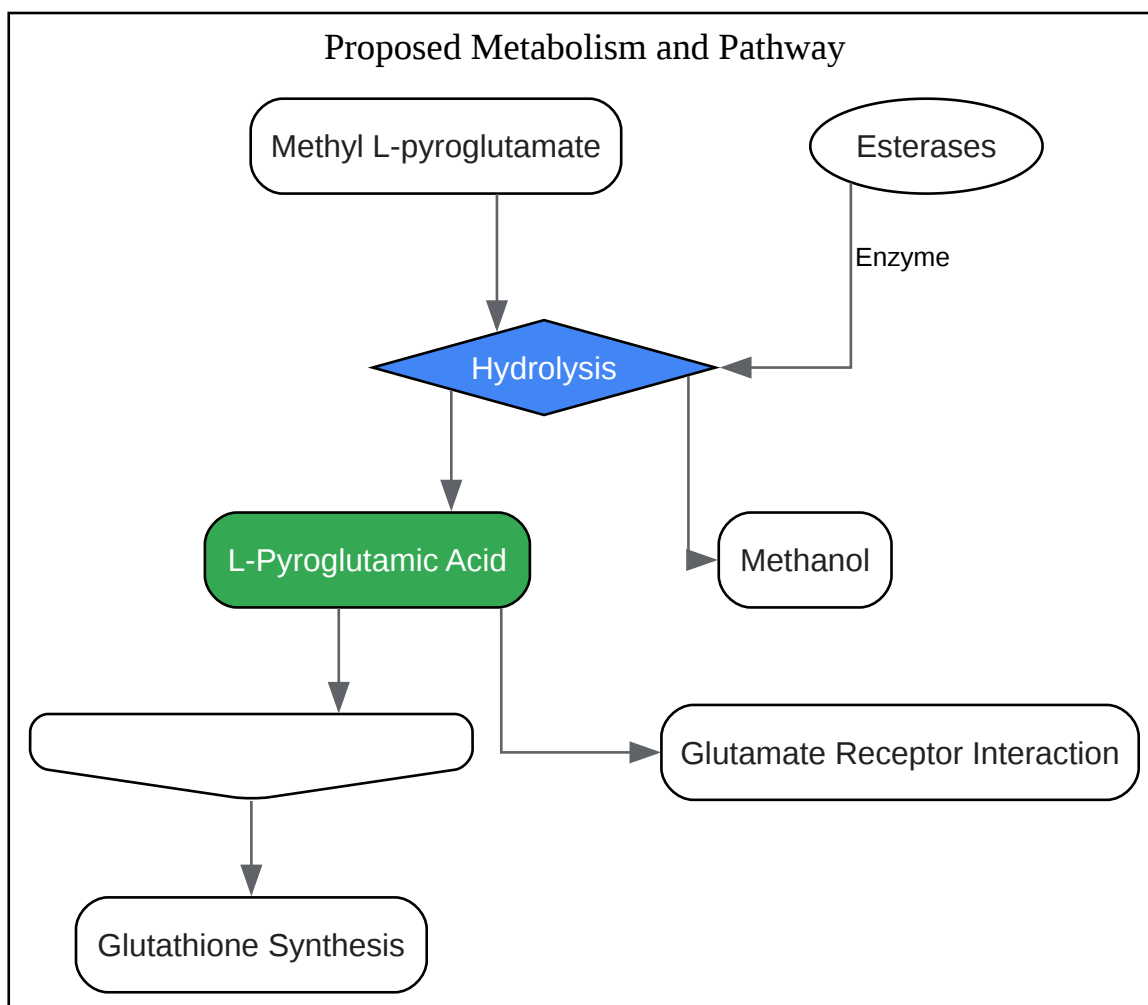 Proposed Metabolism and Pathway
Methyl L-pyroglutamate
Esterases
Enzyme
Hydrolysis
L-Pyroglutamic Acid
Methanol
Glutamate Receptor Interaction
Glutathione Synthesis